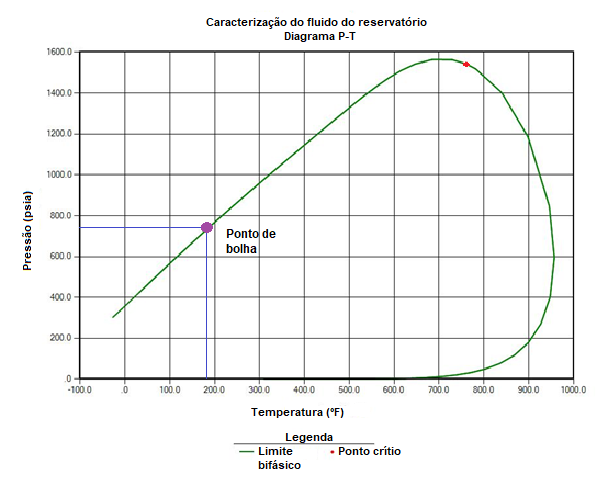 Caracterização do fluido do reservatório
Diagrama P-T
1600.0
1400.0
1200.0
1000.0
800.0
600.0
400.0
200.0
.0
Pressão (psia)
Ponto de
bolha
-100.0 .0 100.0 200.0 300.0 400.0 500.0 600.0 700.0 800.0 900.0 1000.0
Temperatura (ºF)
Legenda
Limite
bifásico
Ponto crítio